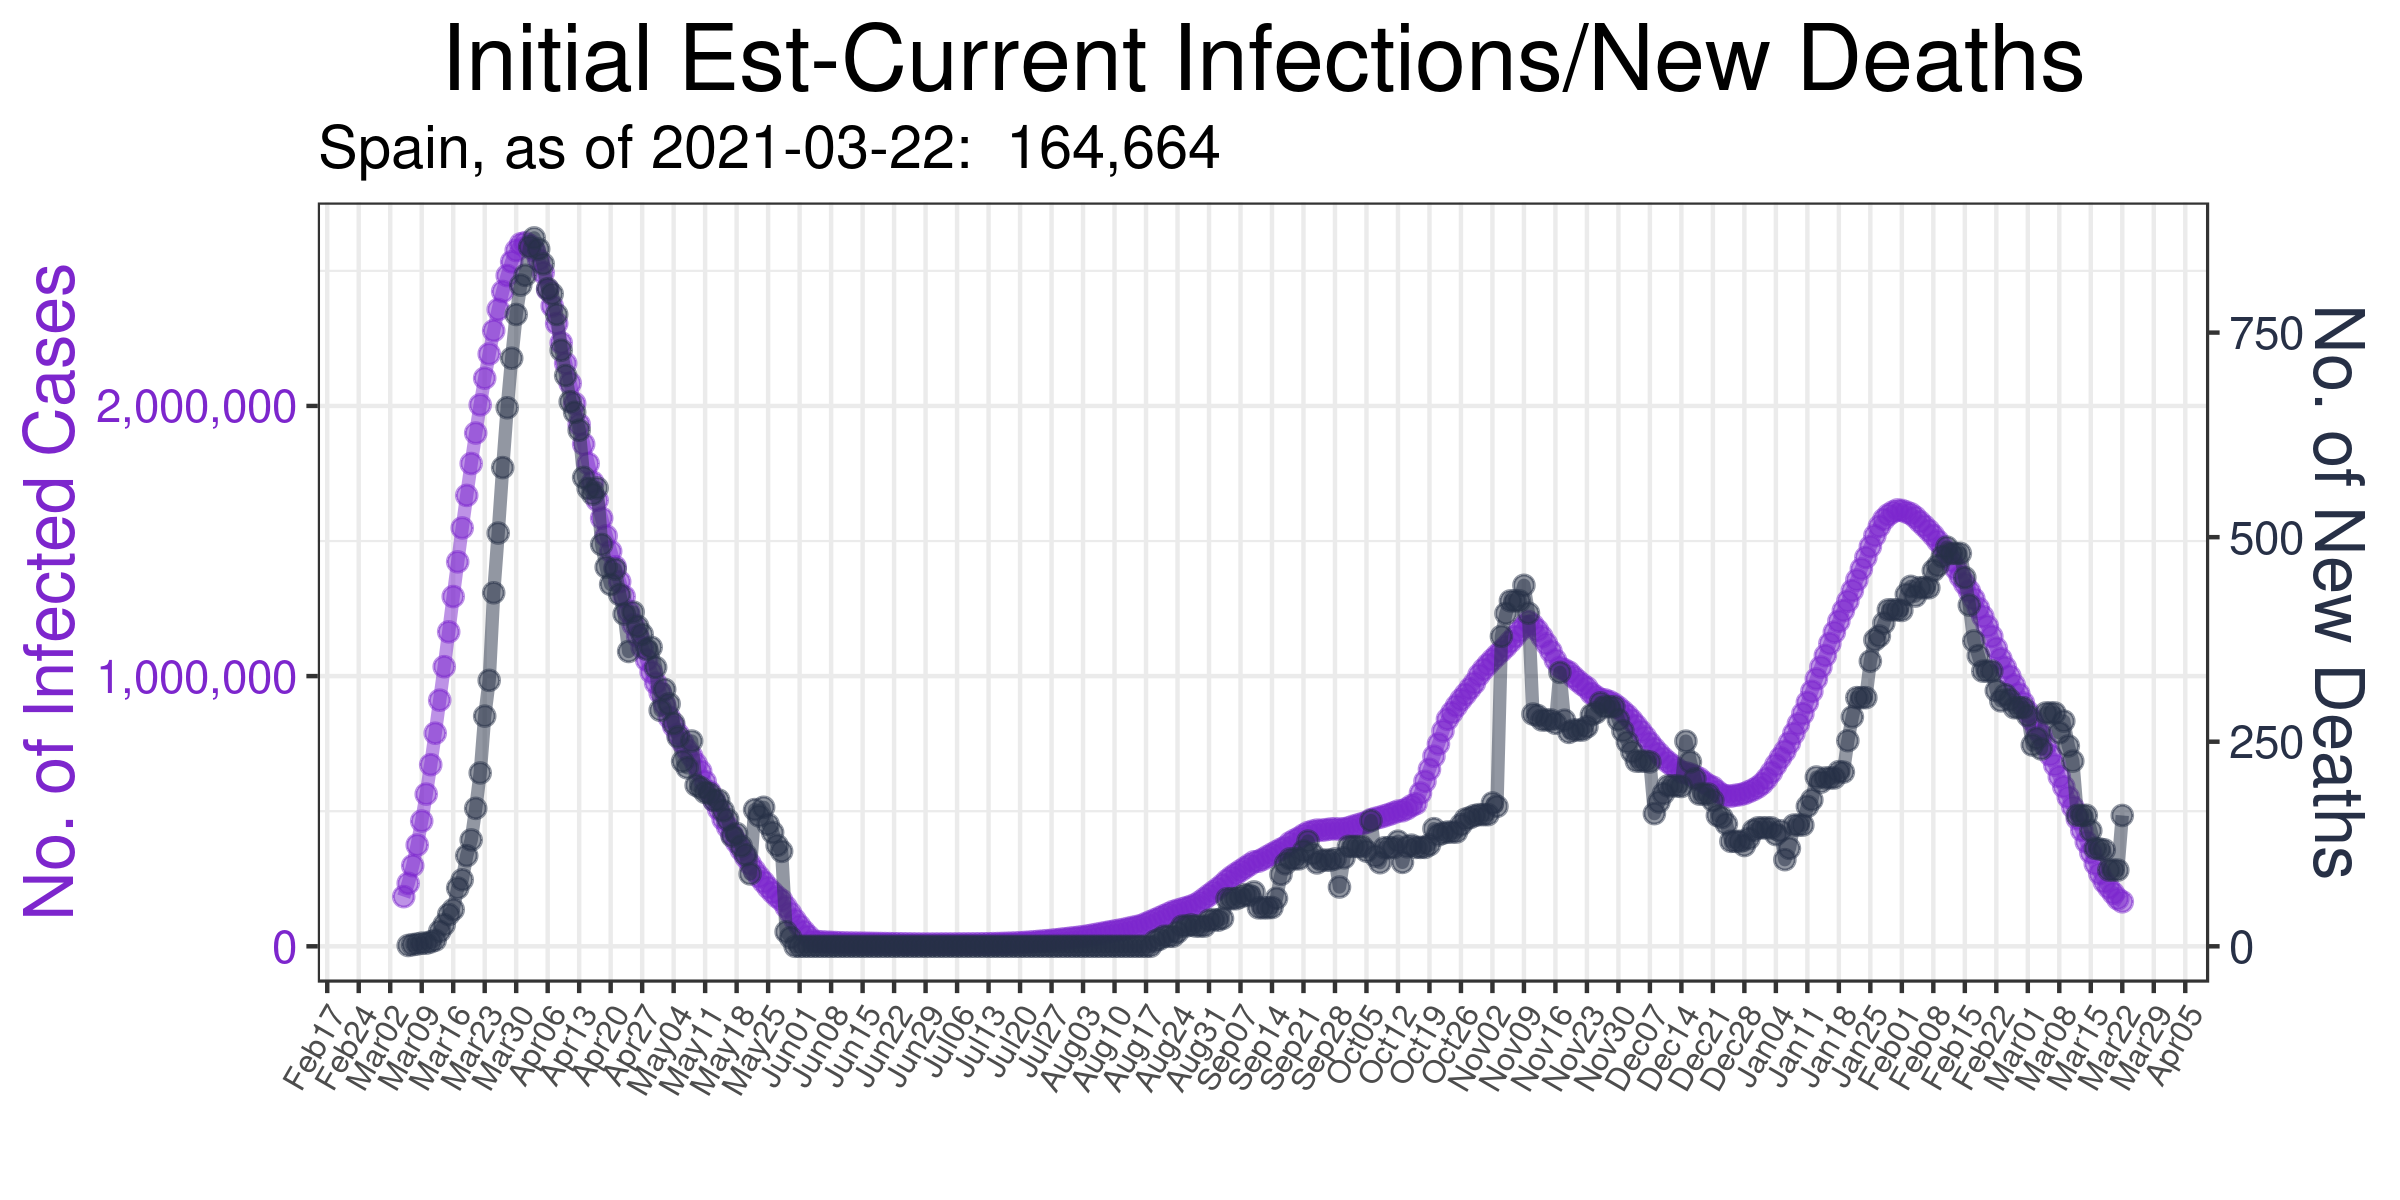 Initial Est-Current Infections/New Deaths
Spain, as of 2021-03-22:  164,664
No. of Infected Cases
2,000,000
1,000,000
0
750
500
250
0
No. of New Deaths
Feb17
Feb24
Mar02
Mar09
Mar16
Mar23
Mar30
Apr06
Apr13
Apr20
Apr27
May04
May11
May18
May25
Jun01
Jun08
Jun15
Jun22
Jun29
Jul06
Jul13
Jul20
Jul27
Aug03
Aug10
Aug17
Aug24
Aug31
Sep07
Sep14
Sep21
Sep28
Oct05
Oct12
Oct19
Oct26
Nov02
Nov09
Nov16
Nov23
Nov30
Dec07
Dec14
Dec21
Dec28
Dec04
Jan11
Jan18
Jan25
Feb01
Feb08
Feb15
Feb22
Mar01
Mar08
Mar15
Mar22
Mar29
Apr05